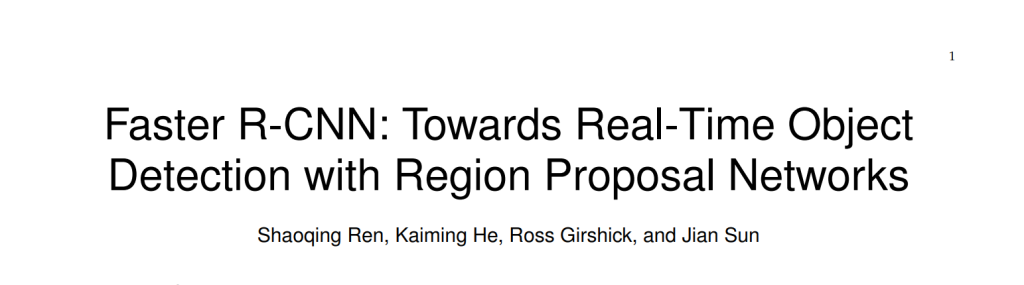 1
Faster R-CNN: Towards Real-Time Object
Detection with Region Proposal Networks
Shaoqing Ren, Kaiming He, Ross Girshick, and Jian Sun